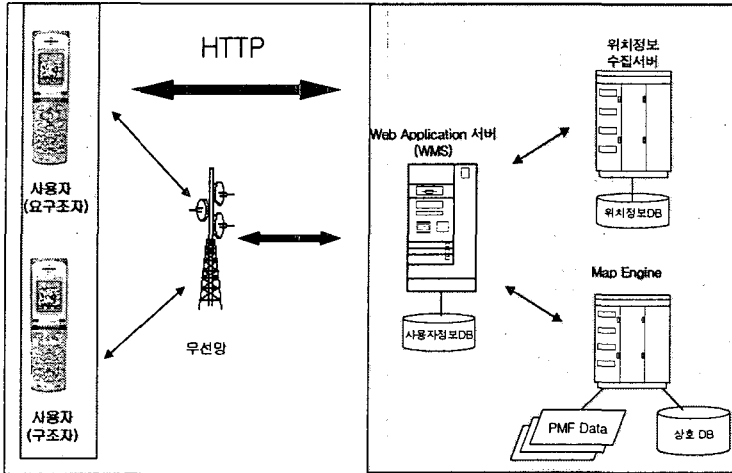 HTTP
사용자
(요구조자)
사용자
(구조자)
무선망
Web Application 서버
(WMS)
사용자정보DB
위치정보
수집서버
위치정보DB
Map Engine
PMF Data
상호 DB